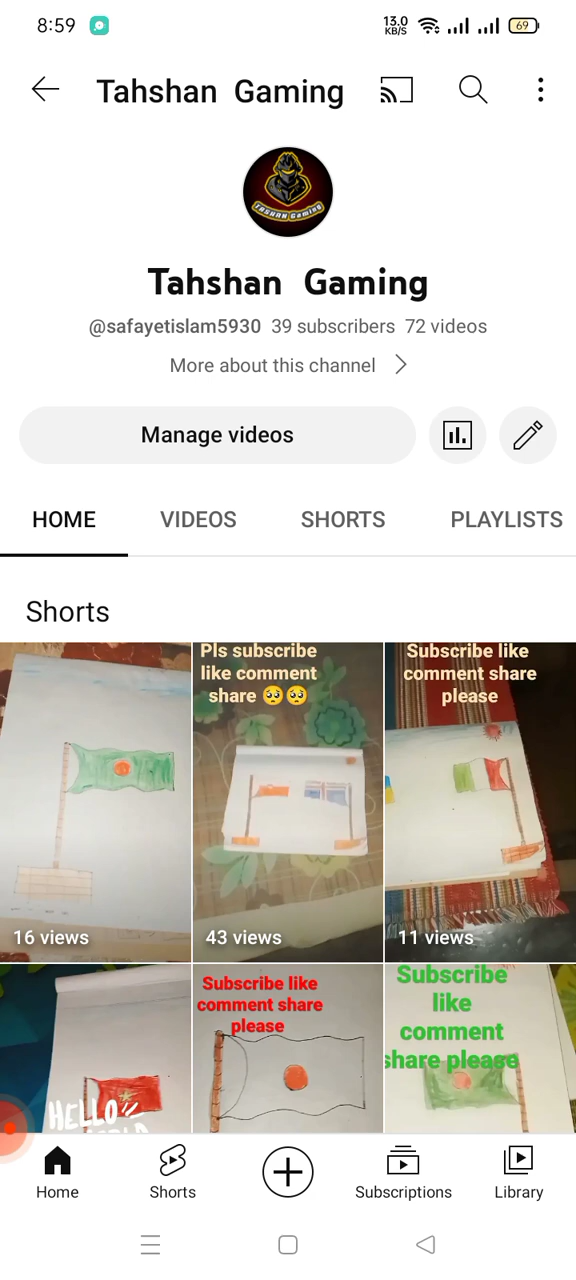 8:59
13.0
KB/S
69
Tahshan Gaming
TASHAN Gaming
Tahshan Gaming
@safayetislam5930 39 subscribers 72 videos
More about this channel
Manage videos
HOME VIDEOS SHORTS PLAYLISTS
Shorts
Pls subscribe
like comment
share 🥺🥺
Subscribe like
comment share
please
16 views
43 views
11 views
HELLO
Subscribe like
comment share
please
Subscribe
like
comment
share please
Home
Shorts
Subscriptions
Library